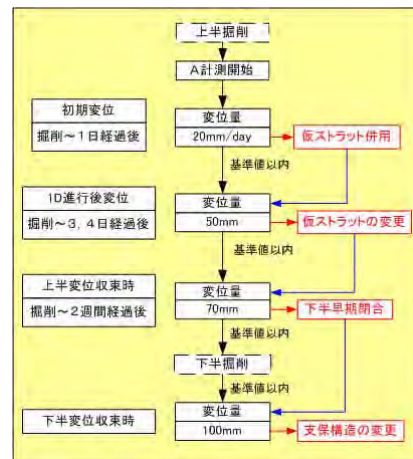 上半掘削
A計測開始
初期変位
掘削～1日経過後
変位量
20mm/day
仮ストラット併用
基準値以内
1D進行後変位
掘削～3，4日経過後
変位量
50mm
仮ストラットの変更
基準値以内
上半変位収束時
掘削～2週間経過後
変位量
70mm
下半早期閉合
基準値以内
下半掘削
基準値以内
下半変位収束時
変位量
100mm
支保構造の変更